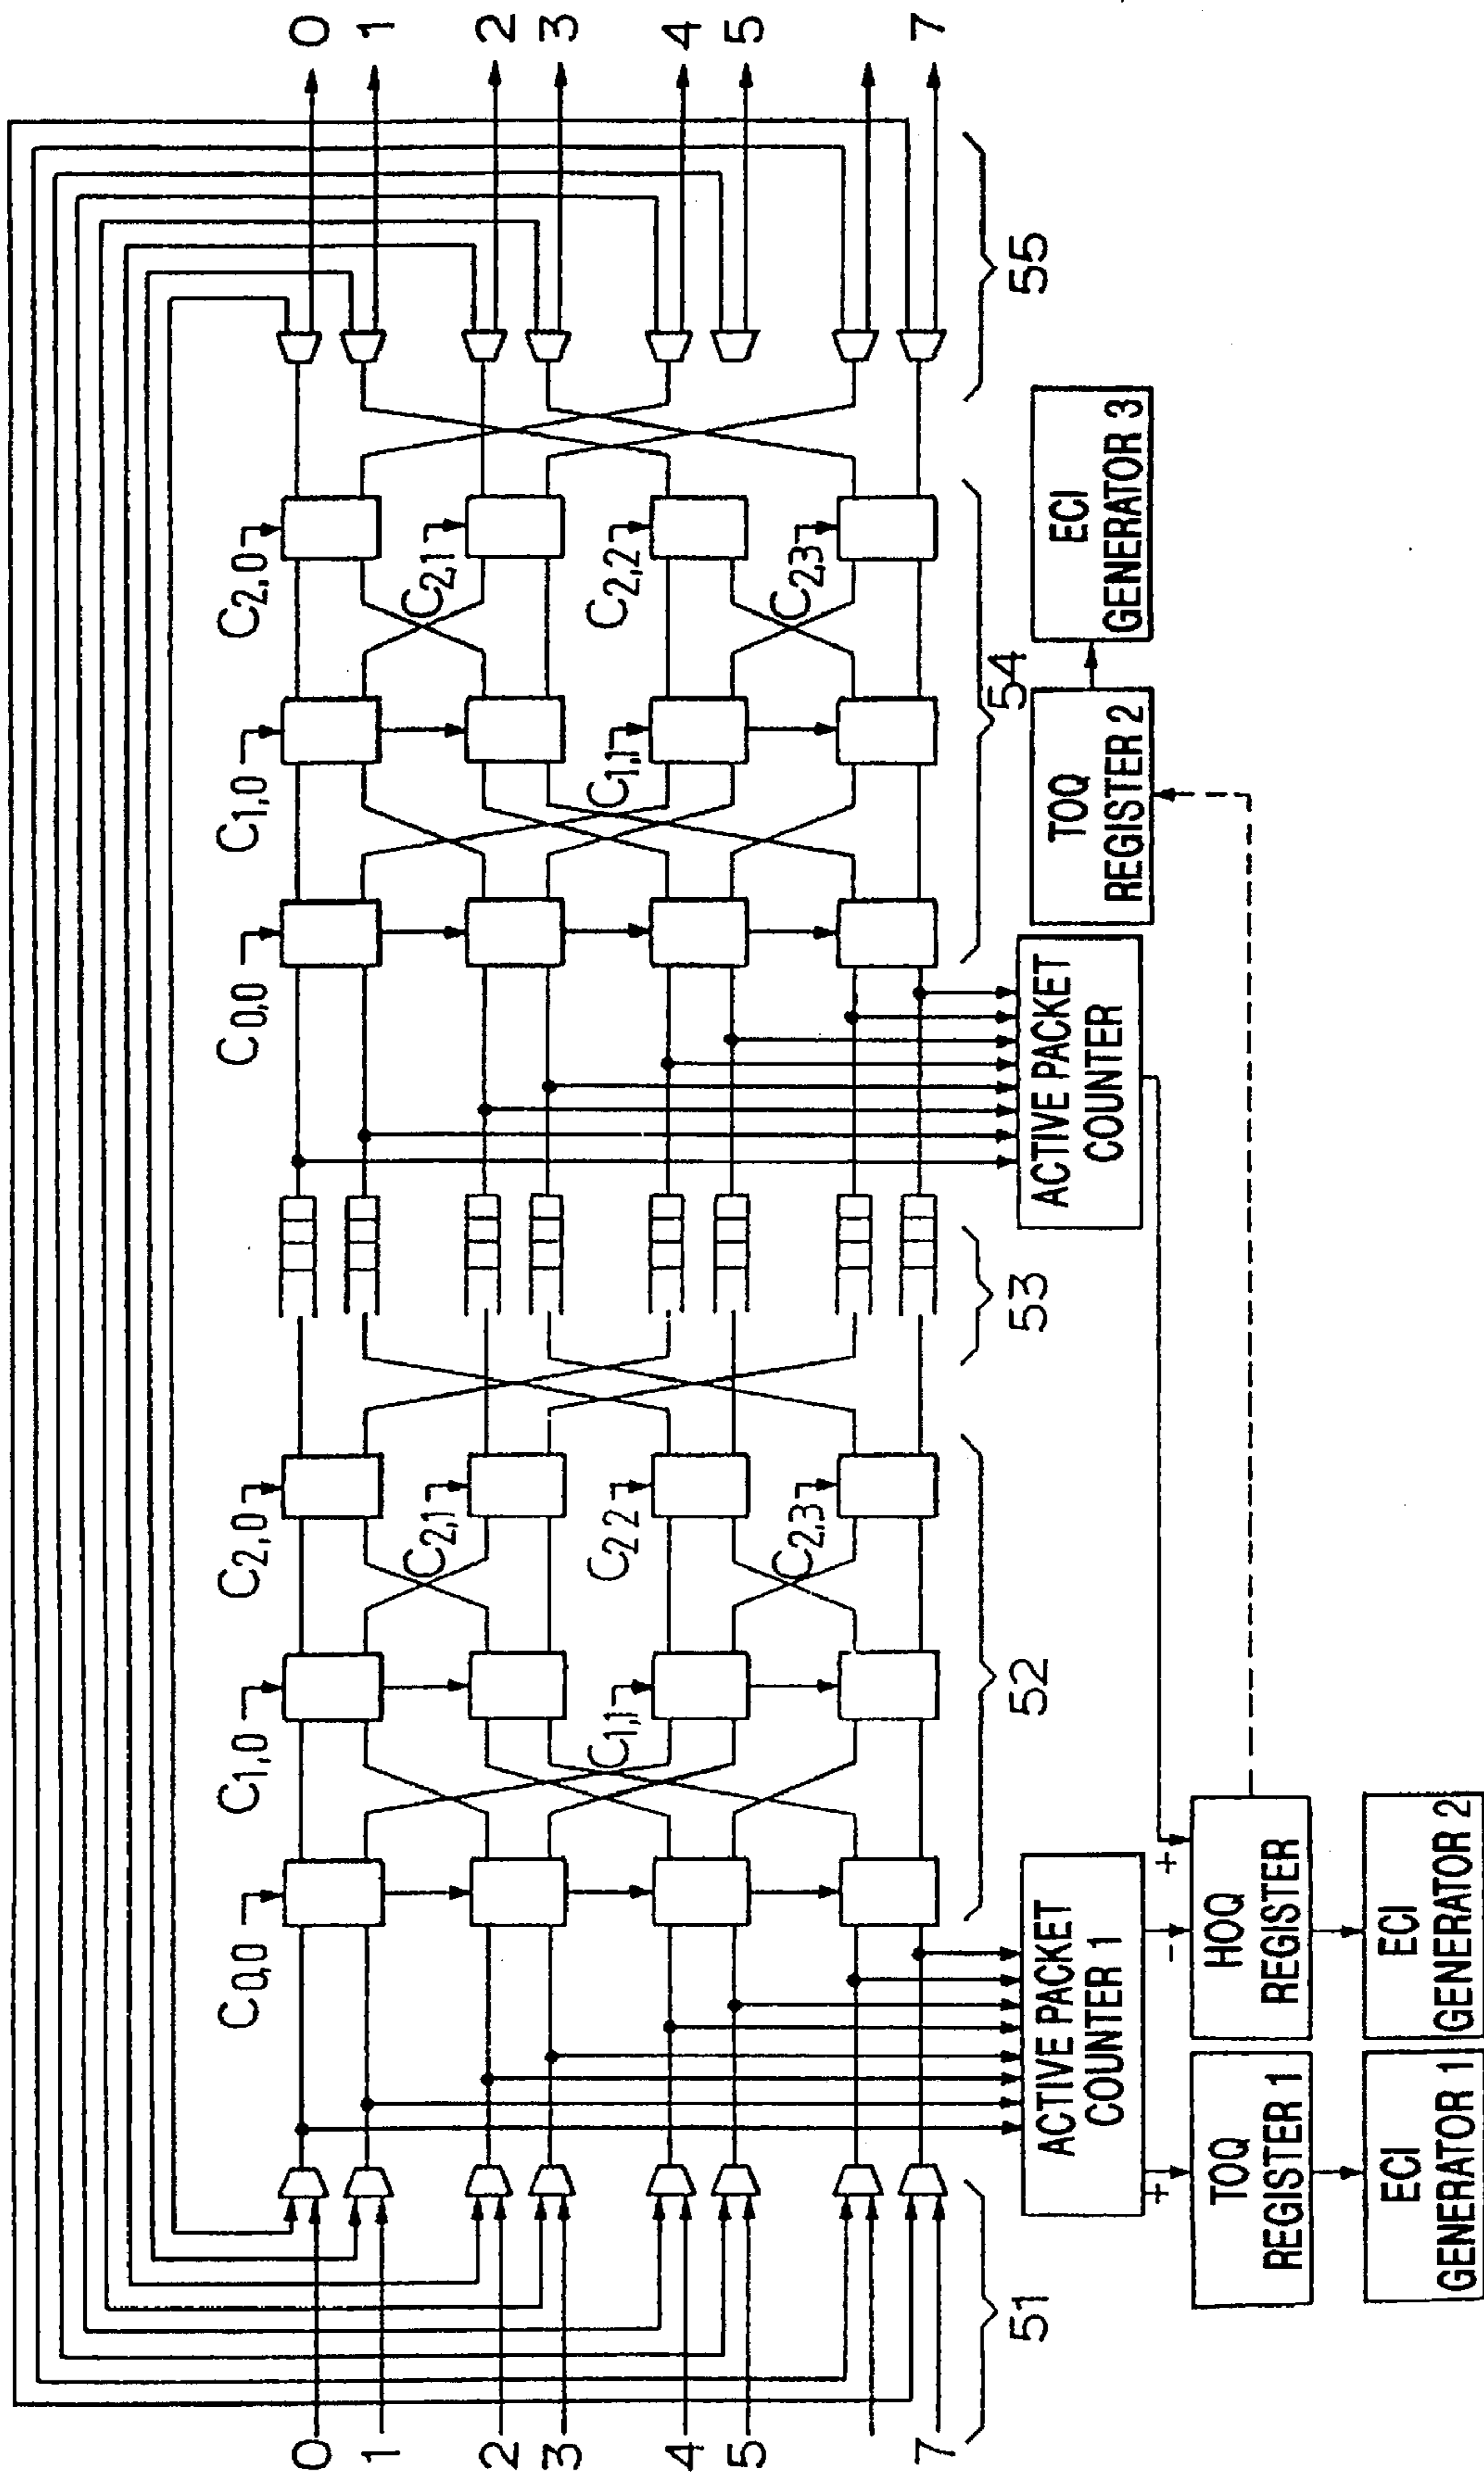 0
1
2
3
4
5
7
C2,0
C2,1
C2,2
C2,3
C1,0
C1,1
C0,0
55
54
53
C2,0
C2,1
C2 2
C2,3
C1,0
C1,1
C0,0
52
51
0
1
2
3
4
5
7
ACTIVE PACKET
COUNTER 1
ACTIVE PACKET
COUNTER
+
-
+
TOQ
REGISTER 1
HOQ
REGISTER
TOQ
REGISTER 2
ECI
GENERATOR 1
ECI
GENERATOR 2
ECI
GENERATOR 3